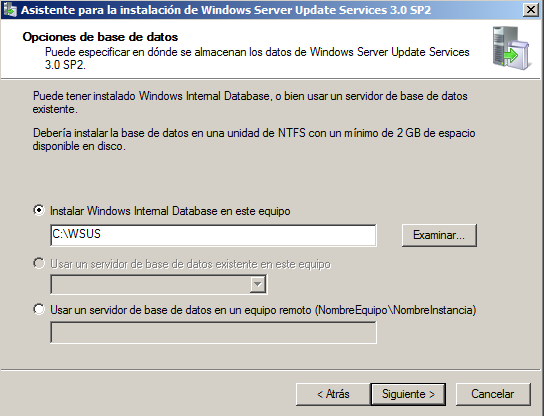 Asistente para la instalación de Windows Server Update Services 3.0 SP2
Opciones de base de datos
Puede especificar en dónde se almacenan los datos de Windows Server Update Services
3.0 SP2.
Puede tener instalado Windows Internal Database, o bien usar un servidor de base de datos
existente.
Debería instalar la base de datos en una unidad de NTFS con un mínimo de 2 GB de espacio
disponible en disco.
Instalar Windows Internal Database en este equipo
C:\WSUS
Examinar...
Usar un servidor de base de datos existente en este equipo
Usar un servidor de base de datos en un equipo remoto (NombreEquipo\NombreInstancia)
< Atrás
Siguiente >
Cancelar